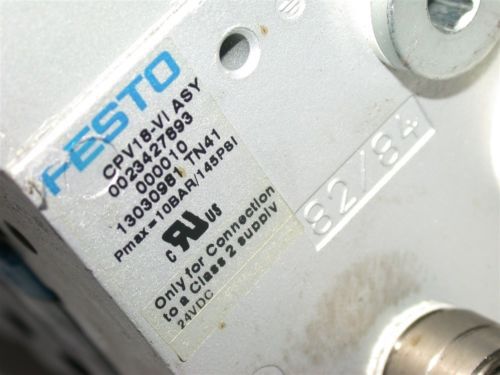 FESTO
CPV18-VI ASY
0023427893
000010
13030981 TN41
Pmax=10BAR/145PSI
C RU US
Only for Connection
to a Class 2 supply
24VDC
82/84